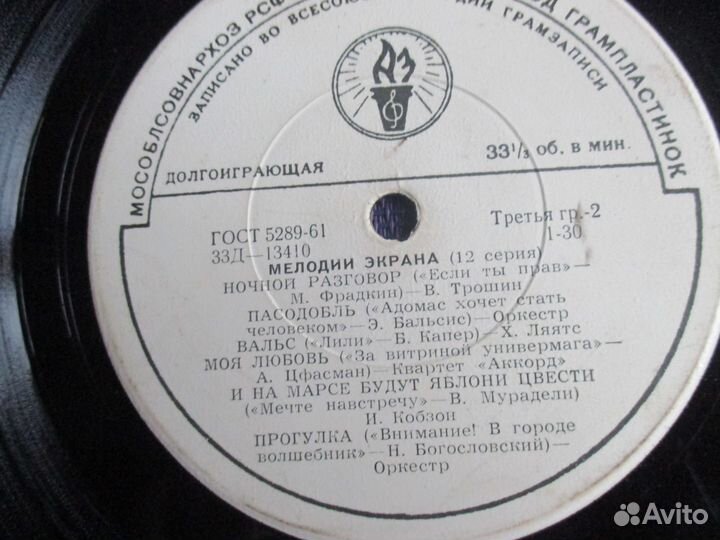 МОСОБЛСОВНАРХОЗ РСФ ОД ГРАМПЛАСТИНОК
ЗАПИСАНО ВО ВСЕСОЮ ДИИ ГРАМЗАПИСИ
АЗ
ДОЛГОИГРАЮЩАЯ
33⅓ об. в мин.
ГОСТ 5289-61
Третья гр.-2
33Д—13410
1-30
МЕЛОДИИ ЭКРАНА (12 серия)
НОЧНОЙ РАЗГОВОР («Если ты прав»—
М. Фрадкин)—В. Трошин
ПАСОДОБЛЬ («Адомас хочет стать
человеком»—Э. Бальсис)—Оркестр
ВАЛЬС («Лили»—Б. Капер)—Х. Ляятс
МОЯ ЛЮБОВЬ («За витриной универмага»—
А. Цфасман)—Квартет «Аккорд»
И НА МАРСЕ БУДУТ ЯБЛОНИ ЦВЕСТИ
(«Мечте навстречу»—В. Мурадели)
И. Кобзон
ПРОГУЛКА («Внимание! В городе
волшебник»—Н. Богословский)—
Оркестр
Avito